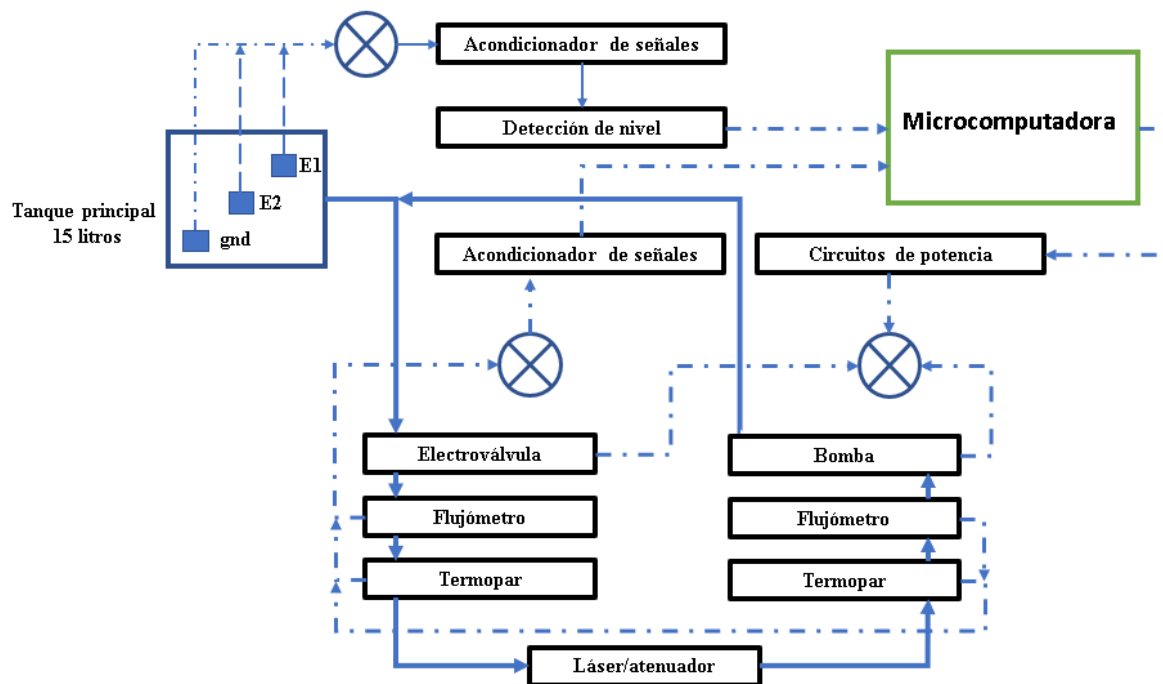 Acondicionador de señales
Detección de nivel
Microcomputadora
E1
E2
gnd
Tanque principal
15 litros
Acondicionador de señales
Circuitos de potencia
Electroválvula
Bomba
Flujómetro
Flujómetro
Termopar
Termopar
Láser/atenuador